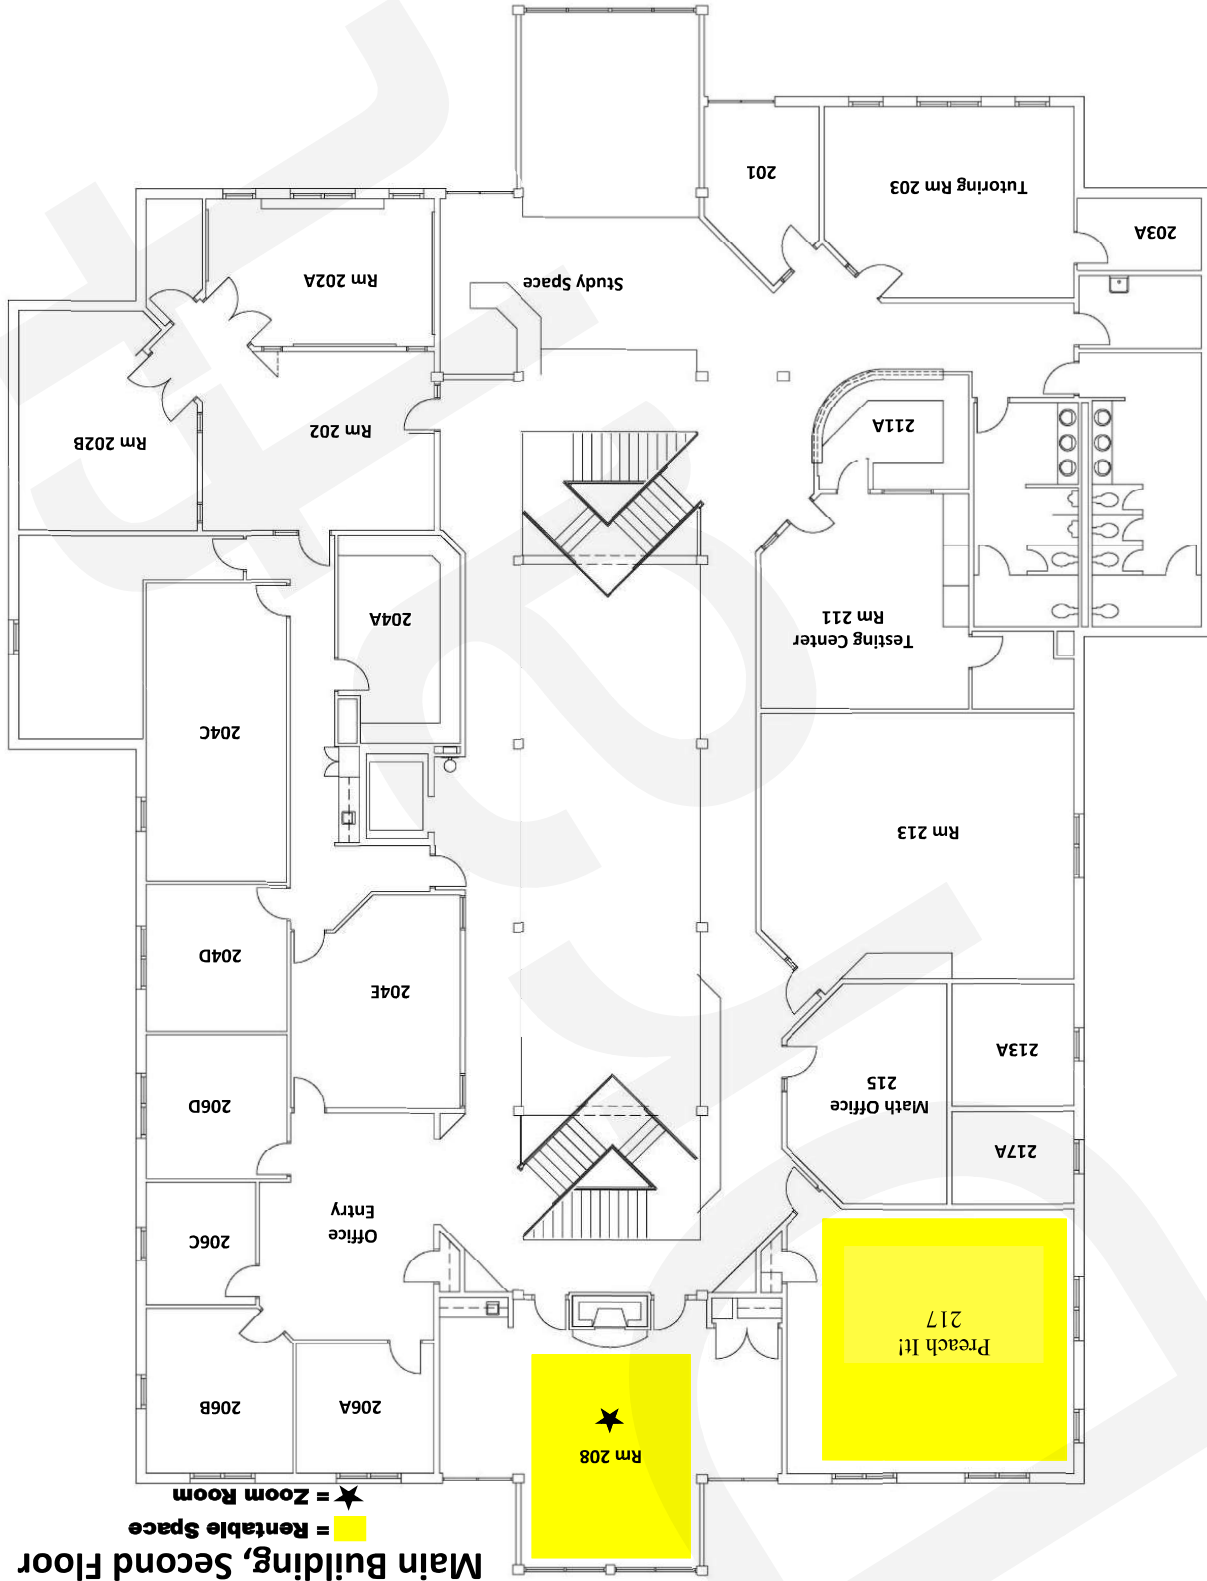 Main Building, Second Floor
= Rentable Space
= Zoom Room
Rm 208
206A
206B
Preach It!
217
Office
Entry
206C
217A
Math Office
215
206D
213A
204E
204D
Rm 213
204C
Testing Center
Rm 211
204A
Rm 202B
Rm 202
211A
Study Space
Rm 202A
203A
Tutoring Rm 203
201
Draft